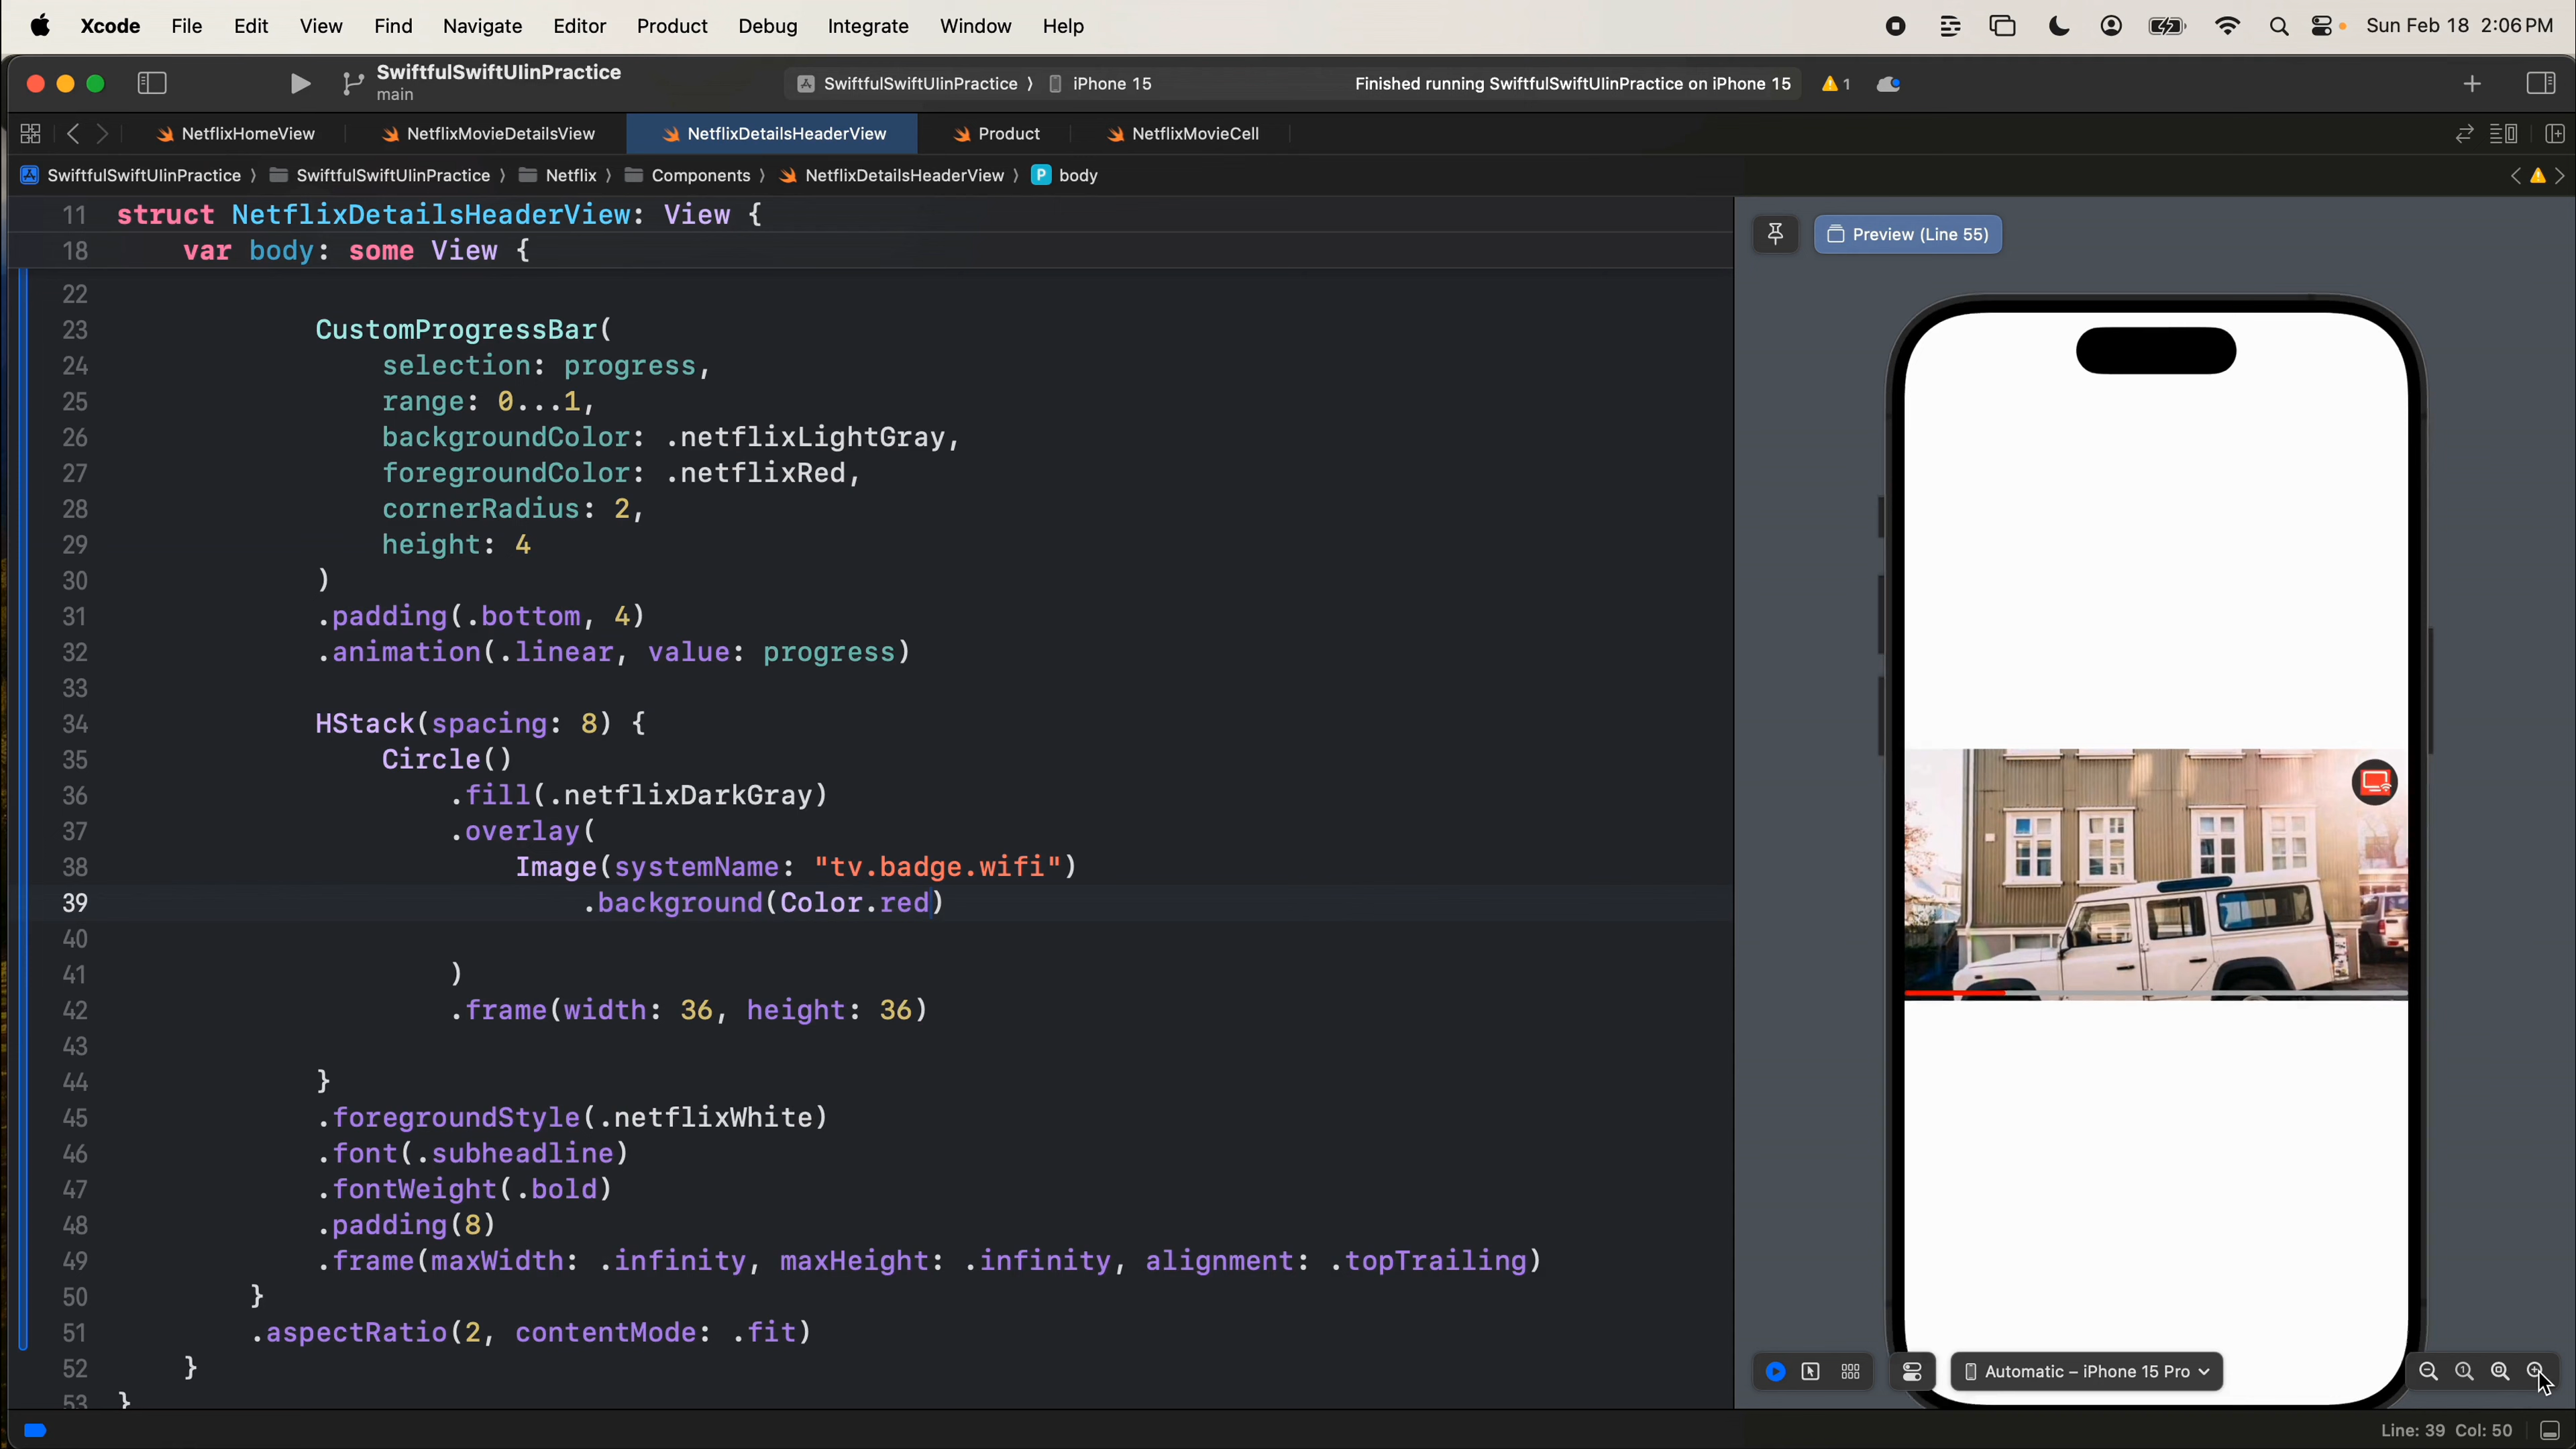 Xcode File Edit View Find Navigate Editor Product Debug Integrate Window Help Sun Feb 18 2:06 PM
SwiftfulSwiftUIinPractice
main
SwiftfulSwiftUIinPractice 〉 iPhone 15 Finished running SwiftfulSwiftUIinPractice on iPhone 15 1
NetflixHomeView NetflixMovieDetailsView NetflixDetailsHeaderView Product NetflixMovieCell
SwiftfulSwiftUIinPractice 〉 SwiftfulSwiftUIinPractice 〉 Netflix 〉 Components 〉 NetflixDetailsHeaderView 〉 P body
11 struct NetflixDetailsHeaderView: View {
18 var body: some View {
22
23 CustomProgressBar(
24 selection: progress,
25 range: 0...1,
26 backgroundColor: .netflixLightGray,
27 foregroundColor: .netflixRed,
28 cornerRadius: 2,
29 height: 4
30 )
31 .padding(.bottom, 4)
32 .animation(.linear, value: progress)
33
34 HStack(spacing: 8) {
35 Circle()
36 .fill(.netflixDarkGray)
37 .overlay(
38 Image(systemName: "tv.badge.wifi")
39 .background(Color.red)
40
41 )
42 .frame(width: 36, height: 36)
43
44 }
45 .foregroundStyle(.netflixWhite)
46 .font(.subheadline)
47 .fontWeight(.bold)
48 .padding(8)
49 .frame(maxWidth: .infinity, maxHeight: .infinity, alignment: .topTrailing)
50 }
51 .aspectRatio(2, contentMode: .fit)
52 }
53 }
Preview (Line 55)
Automatic – iPhone 15 Pro
Line: 39 Col: 50